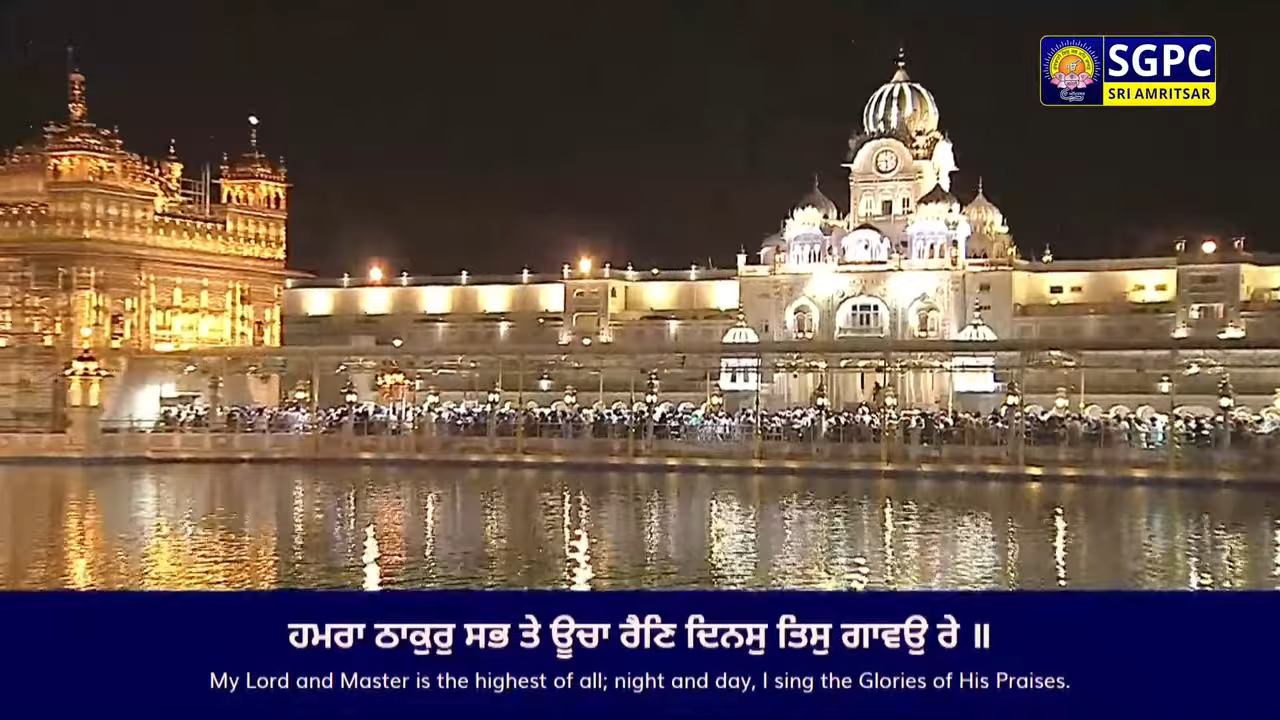 SGPC
SRI AMRITSAR
ਹਮਰਾ ਠਾਕੁਰੁ ਸਭ ਤੇ ਊਚਾ ਰੈਣਿ ਦਿਨਸੁ ਤਿਸੁ ਗਾਵਉ ਰੇ ॥
My Lord and Master is the highest of all; night and day, I sing the Glories of His Praises.